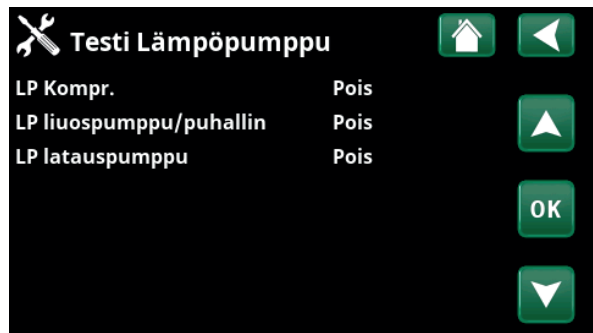 Testi Lämpöpumppu
LP Kompr. Pois
LP liuospumppu/puhallin Pois
LP latauspumppu Pois
OK